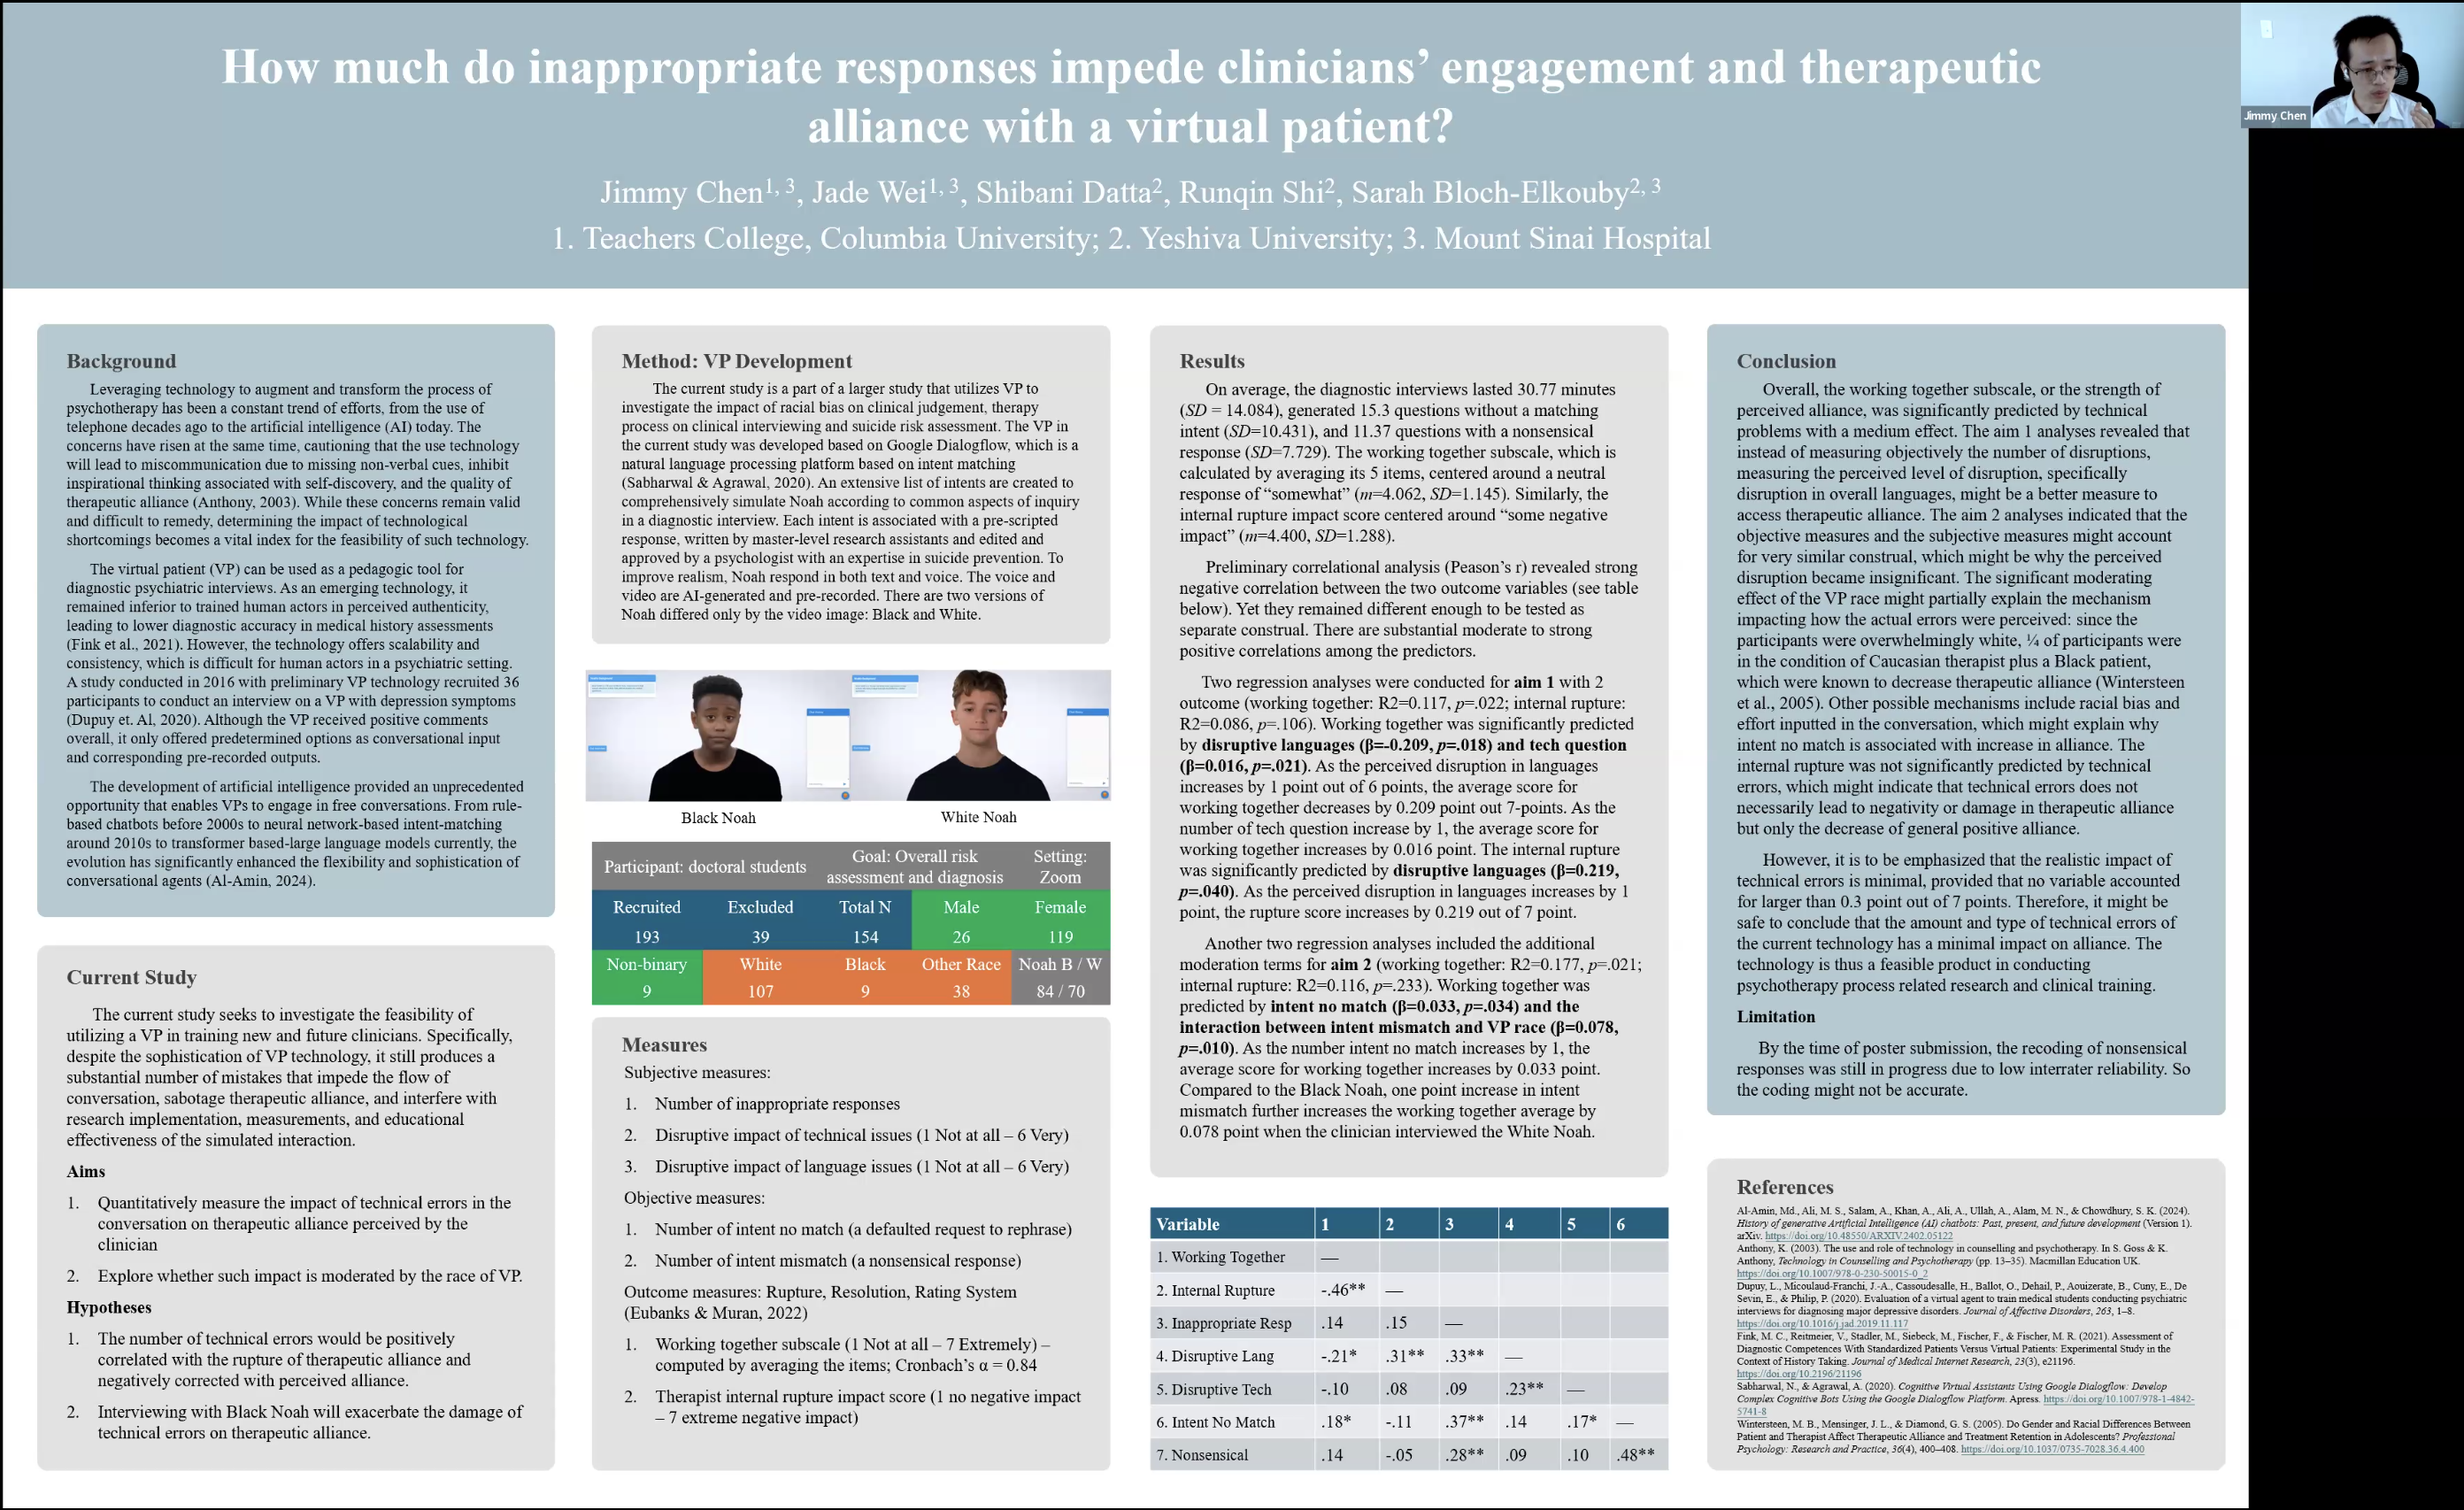 How much do inappropriate responses impede clinicians’ engagement and therapeutic
alliance with a virtual patient?
Jimmy Chen1, 3, Jade Wei1, 3, Shibani Datta2, Runqin Shi2, Sarah Bloch-Elkouby2, 3
1. Teachers College, Columbia University; 2. Yeshiva University; 3. Mount Sinai Hospital
Jimmy Chen
Background
Leveraging technology to augment and transform the process of
psychotherapy has been a constant trend of efforts, from the use of
telephone decades ago to the artificial intelligence (AI) today. The
concerns have risen at the same time, cautioning that the use technology
will lead to miscommunication due to missing non-verbal cues, inhibit
inspirational thinking associated with self-discovery, and the quality of
therapeutic alliance (Anthony, 2003). While these concerns remain valid
and difficult to remedy, determining the impact of technological
shortcomings becomes a vital index for the feasibility of such technology.
The virtual patient (VP) can be used as a pedagogic tool for
diagnostic psychiatric interviews. As an emerging technology, it
remained inferior to trained human actors in perceived authenticity,
leading to lower diagnostic accuracy in medical history assessments
(Fink et al., 2021). However, the technology offers scalability and
consistency, which is difficult for human actors in a psychiatric setting.
A study conducted in 2016 with preliminary VP technology recruited 36
participants to conduct an interview on a VP with depression symptoms
(Dupuy et. Al, 2020). Although the VP received positive comments
overall, it only offered predetermined options as conversational input
and corresponding pre-recorded outputs.
The development of artificial intelligence provided an unprecedented
opportunity that enables VPs to engage in free conversations. From rule-
based chatbots before 2000s to neural network-based intent-matching
around 2010s to transformer based-large language models currently, the
evolution has significantly enhanced the flexibility and sophistication of
conversational agents (Al-Amin, 2024).
Current Study
The current study seeks to investigate the feasibility of
utilizing a VP in training new and future clinicians. Specifically,
despite the sophistication of VP technology, it still produces a
substantial number of mistakes that impede the flow of
conversation, sabotage therapeutic alliance, and interfere with
research implementation, measurements, and educational
effectiveness of the simulated interaction.
Aims
1. Quantitatively measure the impact of technical errors in the
conversation on therapeutic alliance perceived by the
clinician
2. Explore whether such impact is moderated by the race of VP.
Hypotheses
1. The number of technical errors would be positively
correlated with the rupture of therapeutic alliance and
negatively corrected with perceived alliance.
2. Interviewing with Black Noah will exacerbate the damage of
technical errors on therapeutic alliance.
Method: VP Development
The current study is a part of a larger study that utilizes VP to
investigate the impact of racial bias on clinical judgement, therapy
process on clinical interviewing and suicide risk assessment. The VP in
the current study was developed based on Google Dialogflow, which is a
natural language processing platform based on intent matching
(Sabharwal & Agrawal, 2020). An extensive list of intents are created to
comprehensively simulate Noah according to common aspects of inquiry
in a diagnostic interview. Each intent is associated with a pre-scripted
response, written by master-level research assistants and edited and
approved by a psychologist with an expertise in suicide prevention. To
improve realism, Noah respond in both text and voice. The voice and
video are AI-generated and pre-recorded. There are two versions of
Noah differed only by the video image: Black and White.
Black Noah White Noah
Participant: doctoral students Goal: Overall risk assessment and diagnosis Setting: Zoom
Recruited Excluded Total N Male Female
193 39 154 26 119
Non-binary White Black Other Race Noah B / W
9 107 9 38 84 / 70
Measures
Subjective measures:
1. Number of inappropriate responses
2. Disruptive impact of technical issues (1 Not at all – 6 Very)
3. Disruptive impact of language issues (1 Not at all – 6 Very)
Objective measures:
1. Number of intent no match (a defaulted request to rephrase)
2. Number of intent mismatch (a nonsensical response)
Outcome measures: Rupture, Resolution, Rating System
(Eubanks & Muran, 2022)
1. Working together subscale (1 Not at all – 7 Extremely) –
computed by averaging the items; Cronbach’s α = 0.84
2. Therapist internal rupture impact score (1 no negative impact
– 7 extreme negative impact)
Results
On average, the diagnostic interviews lasted 30.77 minutes
(SD = 14.084), generated 15.3 questions without a matching
intent (SD=10.431), and 11.37 questions with a nonsensical
response (SD=7.729). The working together subscale, which is
calculated by averaging its 5 items, centered around a neutral
response of “somewhat” (m=4.062, SD=1.145). Similarly, the
internal rupture impact score centered around “some negative
impact” (m=4.400, SD=1.288).
Preliminary correlational analysis (Peason’s r) revealed strong
negative correlation between the two outcome variables (see table
below). Yet they remained different enough to be tested as
separate construal. There are substantial moderate to strong
positive correlations among the predictors.
Two regression analyses were conducted for aim 1 with 2
outcome (working together: R2=0.117, p=.022; internal rupture:
R2=0.086, p=.106). Working together was significantly predicted
by disruptive languages (β=-0.209, p=.018) and tech question
(β=0.016, p=.021). As the perceived disruption in languages
increases by 1 point out of 6 points, the average score for
working together decreases by 0.209 point out 7-points. As the
number of tech question increase by 1, the average score for
working together increases by 0.016 point. The internal rupture
was significantly predicted by disruptive languages (β=0.219,
p=.040). As the perceived disruption in languages increases by 1
point, the rupture score increases by 0.219 out of 7 point.
Another two regression analyses included the additional
moderation terms for aim 2 (working together: R2=0.177, p=.021;
internal rupture: R2=0.116, p=.233). Working together was
predicted by intent no match (β=0.033, p=.034) and the
interaction between intent mismatch and VP race (β=0.078,
p=.010). As the number intent no match increases by 1, the
average score for working together increases by 0.033 point.
Compared to the Black Noah, one point increase in intent
mismatch further increases the working together average by
0.078 point when the clinician interviewed the White Noah.
Variable 1 2 3 4 5 6
1. Working Together —
2. Internal Rupture -.46** —
3. Inappropriate Resp .14 .15 —
4. Disruptive Lang -.21* .31** .33** —
5. Disruptive Tech -.10 .08 .09 .23** —
6. Intent No Match .18* -.11 .37** .14 .17* —
7. Nonsensical .14 -.05 .28** .09 .10 .48**
Conclusion
Overall, the working together subscale, or the strength of
perceived alliance, was significantly predicted by technical
problems with a medium effect. The aim 1 analyses revealed that
instead of measuring objectively the number of disruptions,
measuring the perceived level of disruption, specifically
disruption in overall languages, might be a better measure to
access therapeutic alliance. The aim 2 analyses indicated that the
objective measures and the subjective measures might account
for very similar construal, which might be why the perceived
disruption became insignificant. The significant moderating
effect of the VP race might partially explain the mechanism
impacting how the actual errors were perceived: since the
participants were overwhelmingly white, ¼ of participants were
in the condition of Caucasian therapist plus a Black patient,
which were known to decrease therapeutic alliance (Wintersteen
et al., 2005). Other possible mechanisms include racial bias and
effort inputted in the conversation, which might explain why
intent no match is associated with increase in alliance. The
internal rupture was not significantly predicted by technical
errors, which might indicate that technical errors does not
necessarily lead to negativity or damage in therapeutic alliance
but only the decrease of general positive alliance.
However, it is to be emphasized that the realistic impact of
technical errors is minimal, provided that no variable accounted
for larger than 0.3 point out of 7 points. Therefore, it might be
safe to conclude that the amount and type of technical errors of
the current technology has a minimal impact on alliance. The
technology is thus a feasible product in conducting
psychotherapy process related research and clinical training.
Limitation
By the time of poster submission, the recoding of nonsensical
responses was still in progress due to low interrater reliability. So
the coding might not be accurate.
References
Al-Amin, Md., Ali, M. S., Salam, A., Khan, A., Ali, A., Ullah, A., Alam, M. N., & Chowdhury, S. K. (2024).
History of generative Artificial Intelligence (AI) chatbots: Past, present, and future development (Version 1).
arXiv. https://doi.org/10.48550/ARXIV.2402.05122
Anthony, K. (2003). The use and role of technology in counselling and psychotherapy. In S. Goss & K.
Anthony, Technology in Counselling and Psychotherapy (pp. 13–35). Macmillan Education UK.
https://doi.org/10.1007/978-0-230-50015-0_2
Dupuy, L., Micoulaud-Franchi, J.-A., Cassoudesalle, H., Ballot, O., Dehail, P., Aouizerate, B., Cuny, E., De
Sevin, E., & Philip, P. (2020). Evaluation of a virtual agent to train medical students conducting psychiatric
interviews for diagnosing major depressive disorders. Journal of Affective Disorders, 263, 1–8.
https://doi.org/10.1016/j.jad.2019.11.117
Fink, M. C., Reitmeier, V., Stadler, M., Siebeck, M., Fischer, F., & Fischer, M. R. (2021). Assessment of
Diagnostic Competences With Standardized Patients Versus Virtual Patients: Experimental Study in the
Context of History Taking. Journal of Medical Internet Research, 23(3), e21196.
https://doi.org/10.2196/21196
Sabharwal, N., & Agrawal, A. (2020). Cognitive Virtual Assistants Using Google Dialogflow: Develop
Complex Cognitive Bots Using the Google Dialogflow Platform. Apress. https://doi.org/10.1007/978-1-4842-
5741-8
Wintersteen, M. B., Mensinger, J. L., & Diamond, G. S. (2005). Do Gender and Racial Differences Between
Patient and Therapist Affect Therapeutic Alliance and Treatment Retention in Adolescents? Professional
Psychology: Research and Practice, 36(4), 400–408. https://doi.org/10.1037/0735-7028.36.4.400